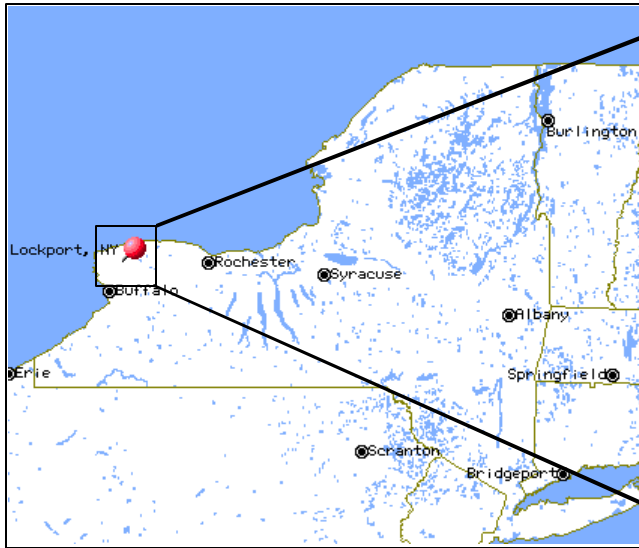 Burlington
Lockport, NY
Rochester
Syracuse
Buffalo
Albany
Erie
Springfield
Scranton
Bridgeport